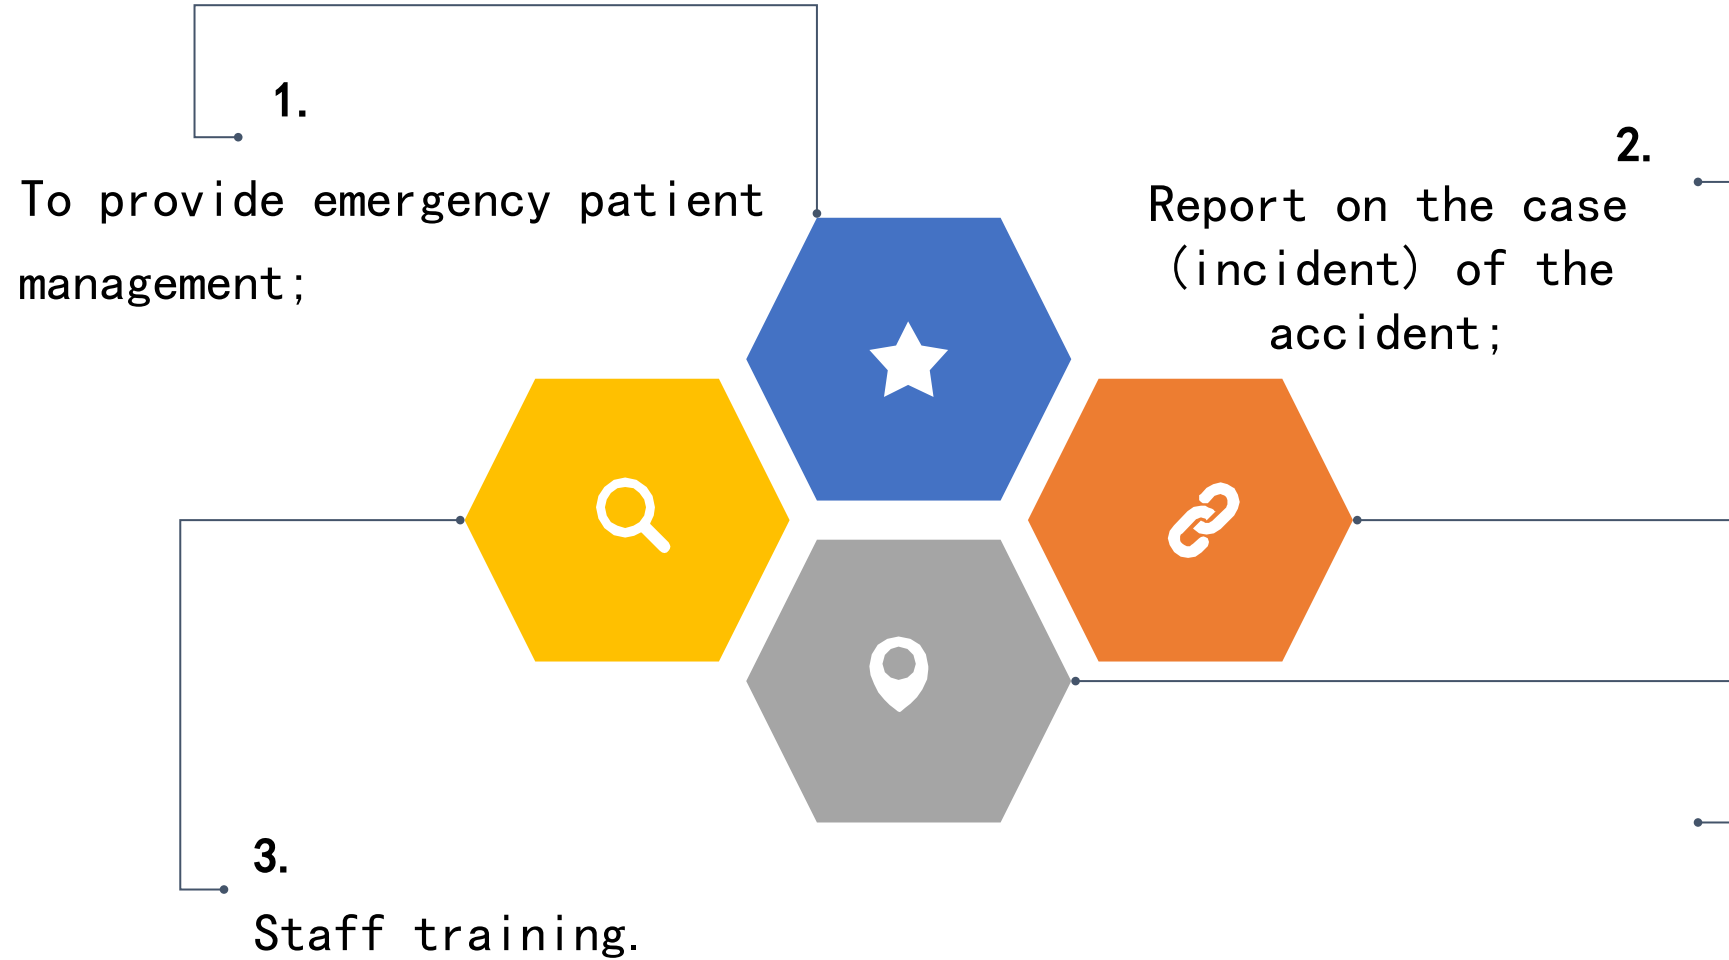 1.
To provide emergency patient
management;
2.
Report on the case
(incident) of the
accident;
3.
Staff training.